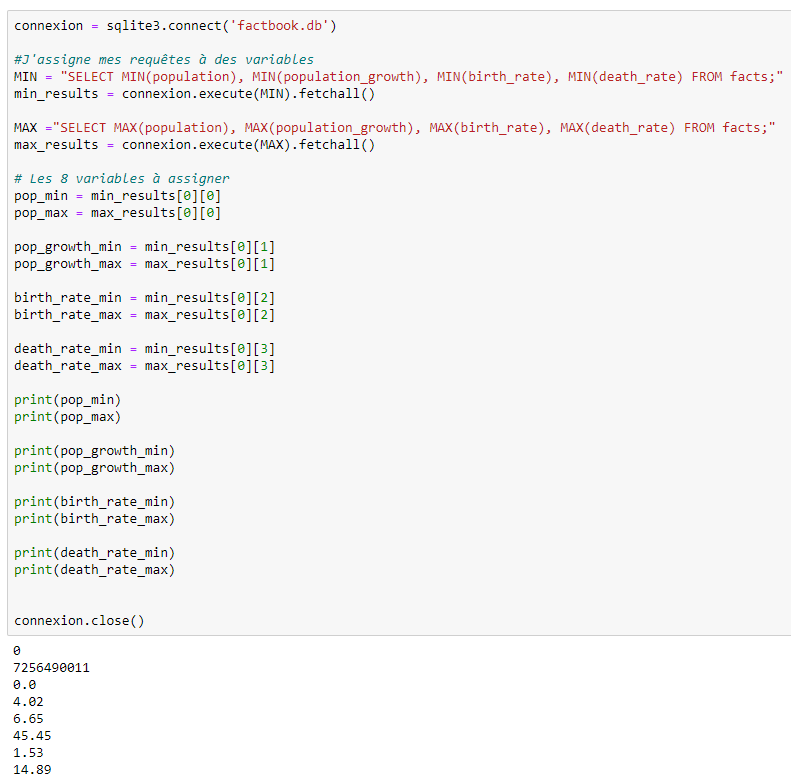 connexion = sqlite3.connect('factbook.db')
#J'assigne mes requêtes à des variables
MIN = "SELECT MIN(population), MIN(population_growth), MIN(birth_rate), MIN(death_rate) FROM facts;"
min_results = connexion.execute(MIN).fetchall()
MAX ="SELECT MAX(population), MAX(population_growth), MAX(birth_rate), MAX(death_rate) FROM facts;"
max_results = connexion.execute(MAX).fetchall()
# Les 8 variables à assigner
pop_min = min_results[0][0]
pop_max = max_results[0][0]
pop_growth_min = min_results[0][1]
pop_growth_max = max_results[0][1]
birth_rate_min = min_results[0][2]
birth_rate_max = max_results[0][2]
death_rate_min = min_results[0][3]
death_rate_max = max_results[0][3]
print(pop_min)
print(pop_max)
print(pop_growth_min)
print(pop_growth_max)
print(birth_rate_min)
print(birth_rate_max)
print(death_rate_min)
print(death_rate_max)
connexion.close()
0
7256490011
0.0
4.02
6.65
45.45
1.53
14.89